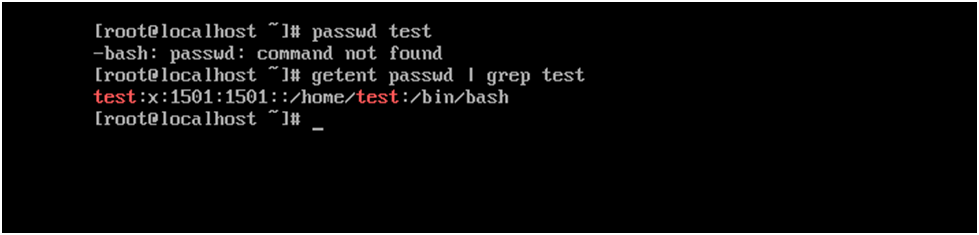 [root@localhost ~]# passwd test
-bash: passwd: command not found
[root@localhost ~]# getent passwd | grep test
test:x:1501:1501::/home/test:/bin/bash
[root@localhost ~]# _